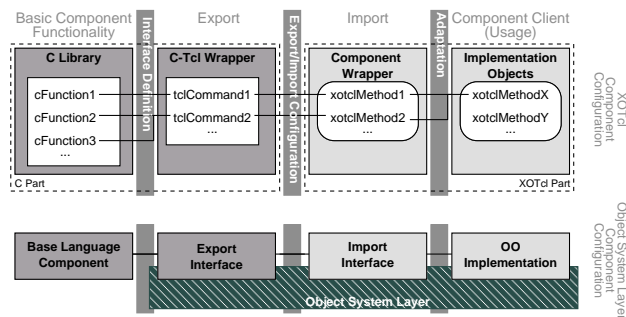 Basic Component
Functionality
Export
Import
Component Client
(Usage)
Interface Definition
Export/Import Configuration
Adaptation
C Library
cFunction1
cFunction2
cFunction3
...
C-Tcl Wrapper
tclCommand1
tclCommand2
...
Component
Wrapper
xotclMethod1
xotclMethod2
...
Implementation
Objects
xotclMethodX
xotclMethodY
...
C Part
XOTcl Part
XOTcl
Component
Configuration
Base Language
Component
Export
Interface
Import
Interface
OO
Implementation
Object System Layer
Object System Layer
Component
Configuration